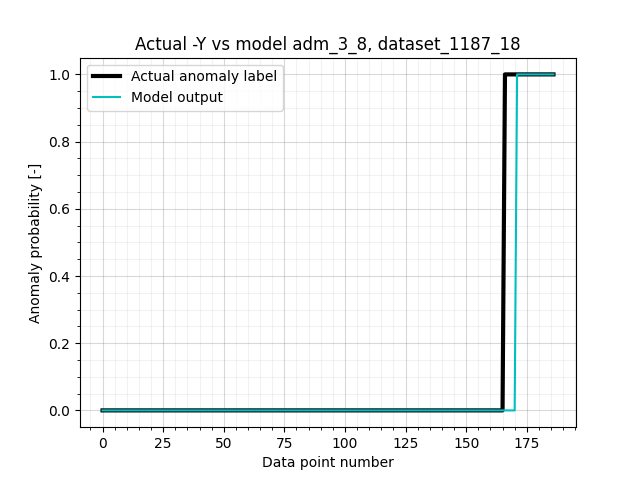 Actual -Y vs model adm_3_8, dataset_1187_18
Actual anomaly label
Model output
1.0
0.8
0.6
0.4
0.2
0.0
Anomaly probability [-]
0 25 50 75 100 125 150 175
Data point number